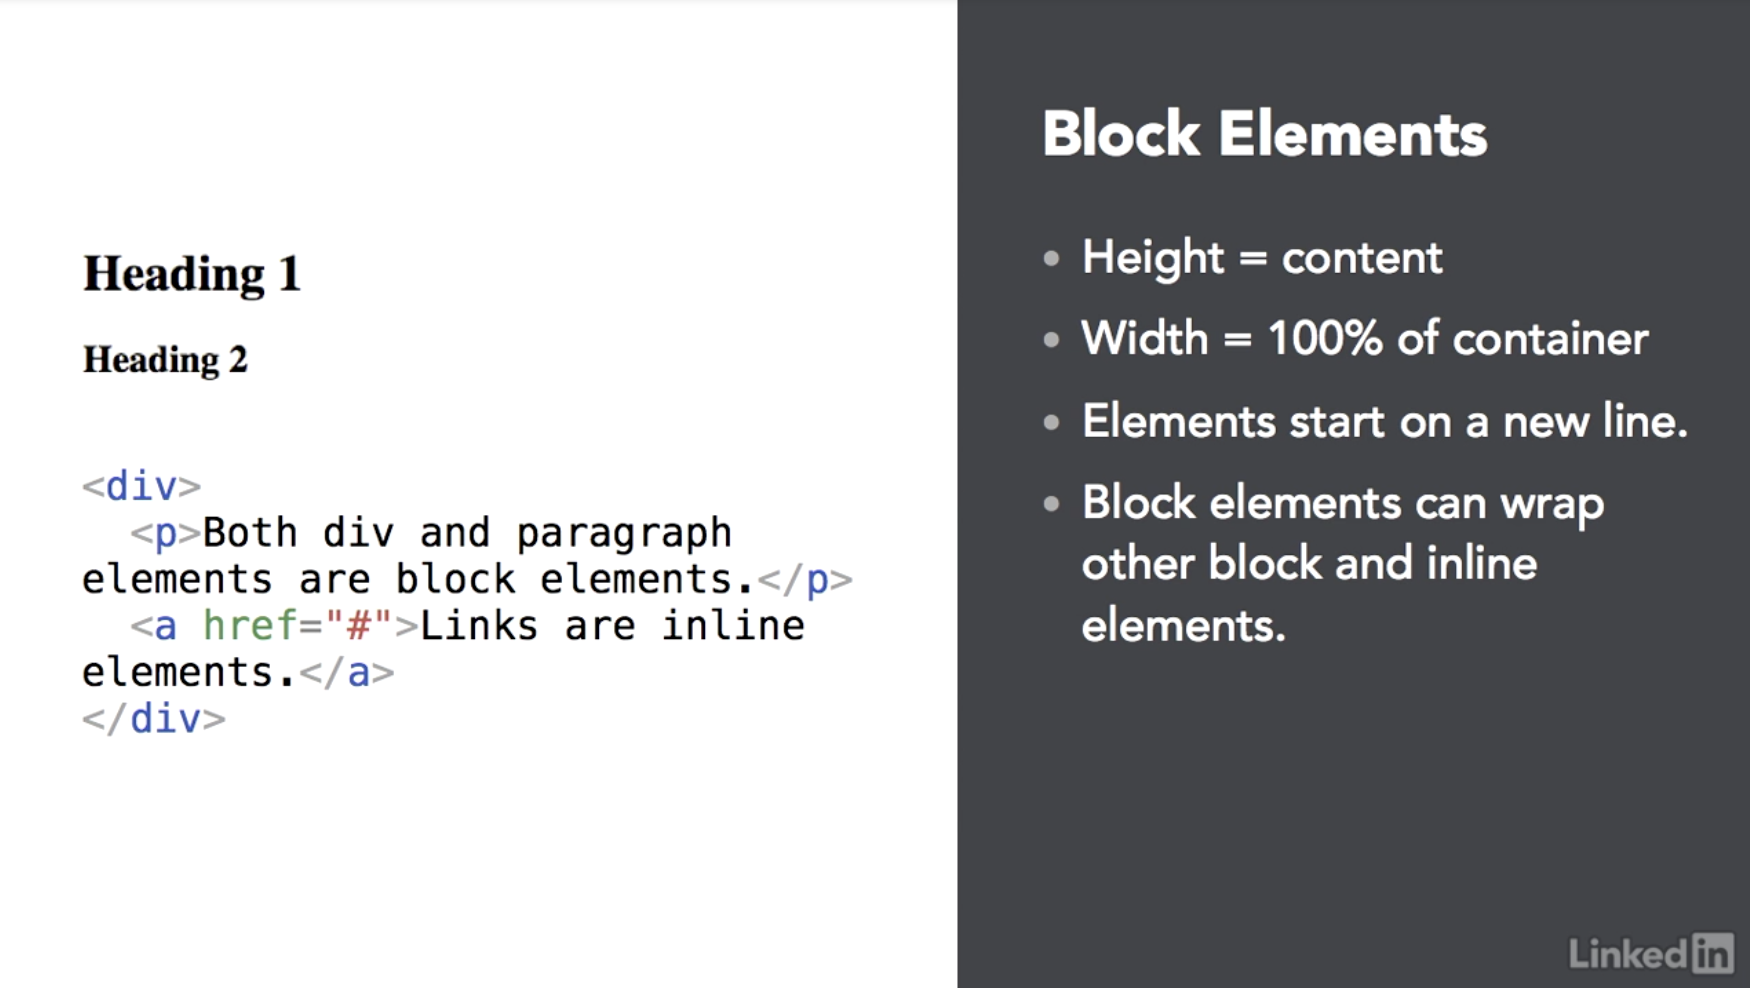 Heading 1
Heading 2
<div>
  <p>Both div and paragraph
elements are block elements.</p>
  <a href="#">Links are inline
elements.</a>
</div>
Block Elements
• Height = content
• Width = 100% of container
• Elements start on a new line.
• Block elements can wrap
other block and inline
elements.
Linked in